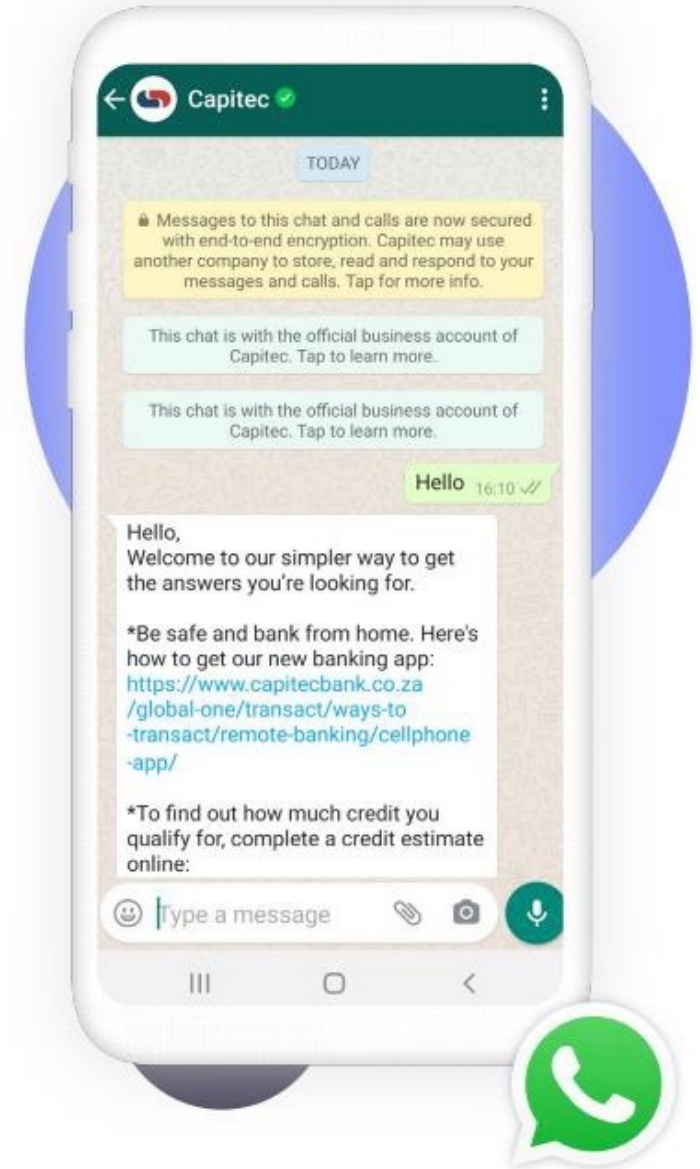 Capitec
TODAY
Messages to this chat and calls are now secured
with end-to-end encryption. Capitec may use
another company to store, read and respond to your
messages and calls. Tap for more info.
This chat is with the official business account of
Capitec. Tap to learn more.
This chat is with the official business account of
Capitec. Tap to learn more.
Hello 16:10
Hello,
Welcome to our simpler way to get
the answers you're looking for.
*Be safe and bank from home. Here's
how to get our new banking app:
https://www.capitecbank.co.za
/global-one/transact/ways-to
-transact/remote-banking/cellphone
-app/
*To find out how much credit you
qualify for, complete a credit estimate
online:
Type a message